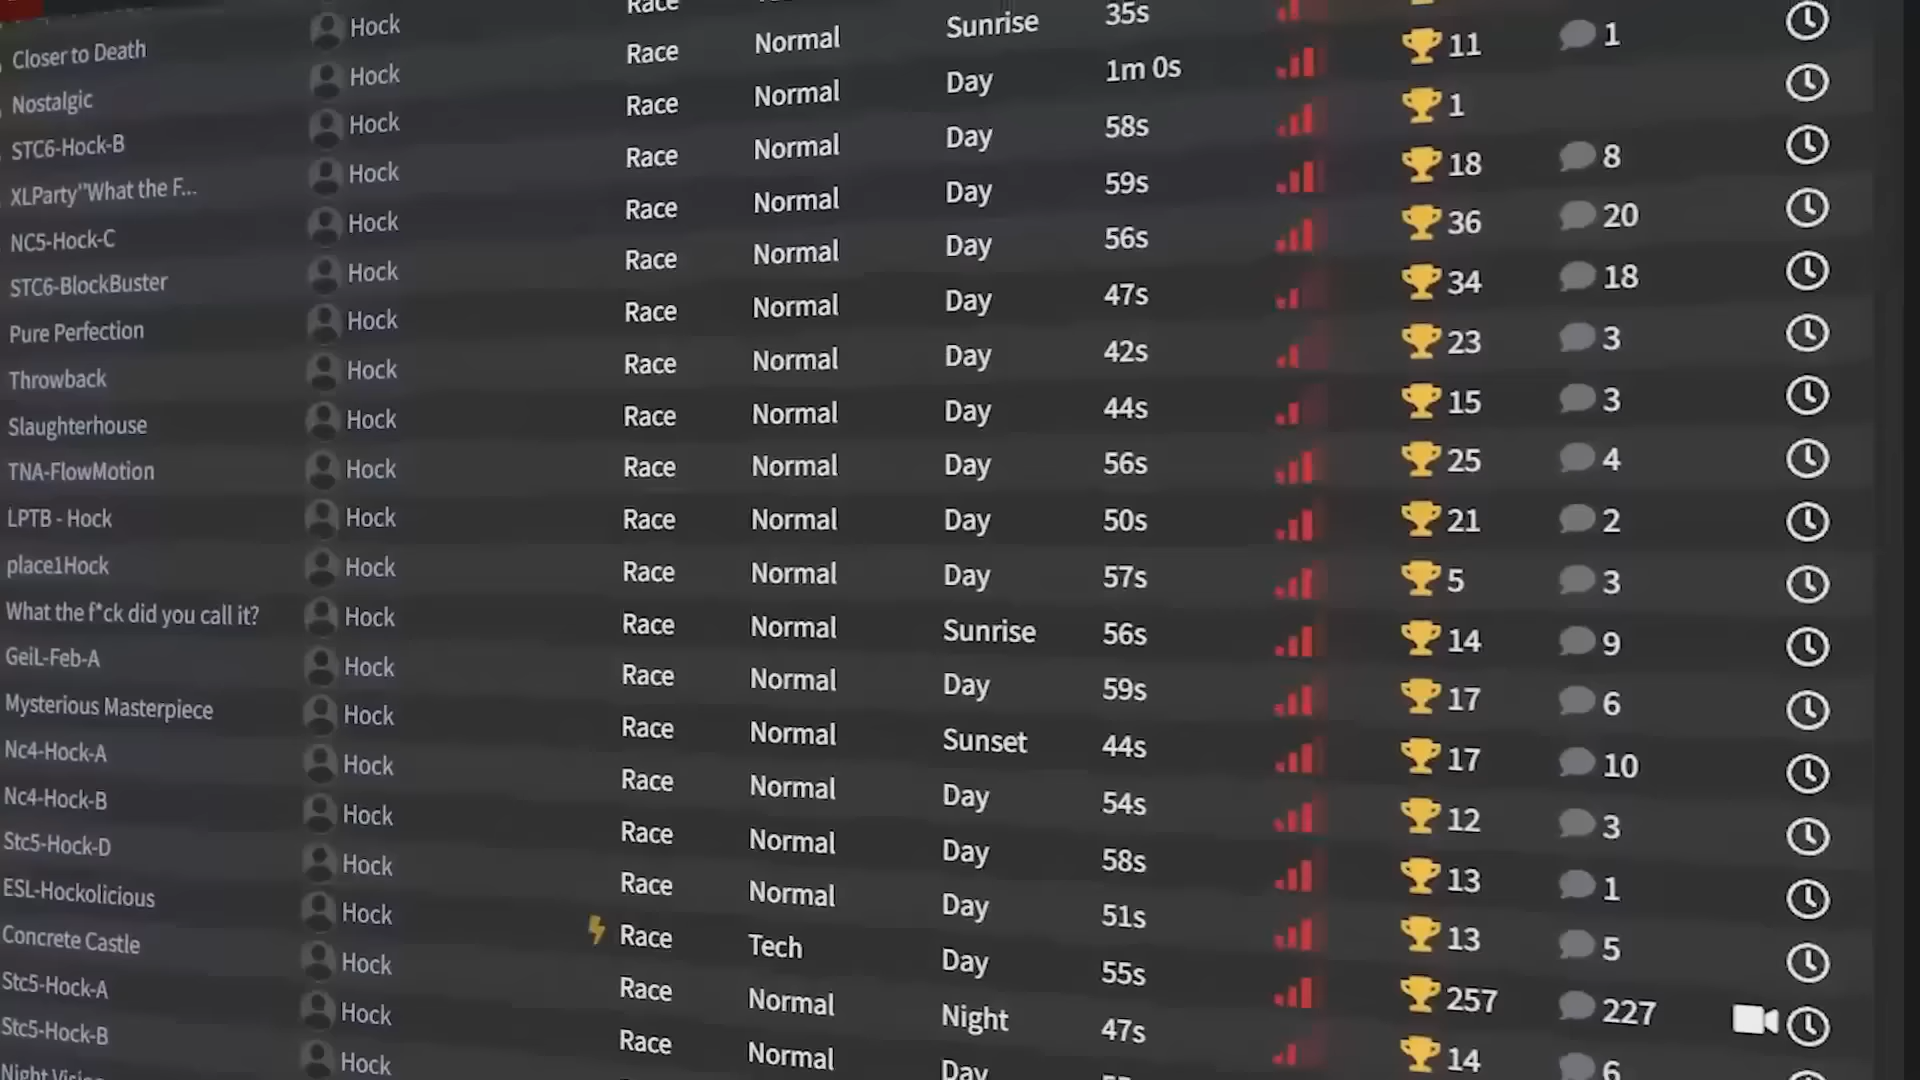 Closer to Death Hock Race
Nostalgic Hock Race Normal Sunrise 35s
STC6-Hock-B Hock Race Normal Day 1m 0s 11 1
XLParty"What the F... Hock Race Normal Day 58s 1
NC5-Hock-C Hock Race Normal Day 59s 18 8
STC6-BlockBuster Hock Race Normal Day 56s 36 20
Pure Perfection Hock Race Normal Day 47s 34 18
Throwback Hock Race Normal Day 42s 23 3
Slaughterhouse Hock Race Normal Day 44s 15 3
TNA-FlowMotion Hock Race Normal Day 56s 25 4
LPTB - Hock Hock Race Normal Day 50s 21 2
place1Hock Hock Race Normal Day 57s 5 3
What the f*ck did you call it? Hock Race Normal Sunrise 56s 14 9
GeiL-Feb-A Hock Race Normal Day 59s 17 6
Mysterious Masterpiece Hock Race Normal Sunset 44s 17 10
Nc4-Hock-A Hock Race Normal Day 54s 12 3
Nc4-Hock-B Hock Race Normal Day 58s 13 1
Stc5-Hock-D Hock Race Normal Day 51s 13 5
ESL-Hockolicious Hock Race Tech Day 55s 257 227
Concrete Castle Hock Race Normal Night 47s 14 6
Stc5-Hock-A Hock Race Normal Day
Stc5-Hock-B Hock
Night